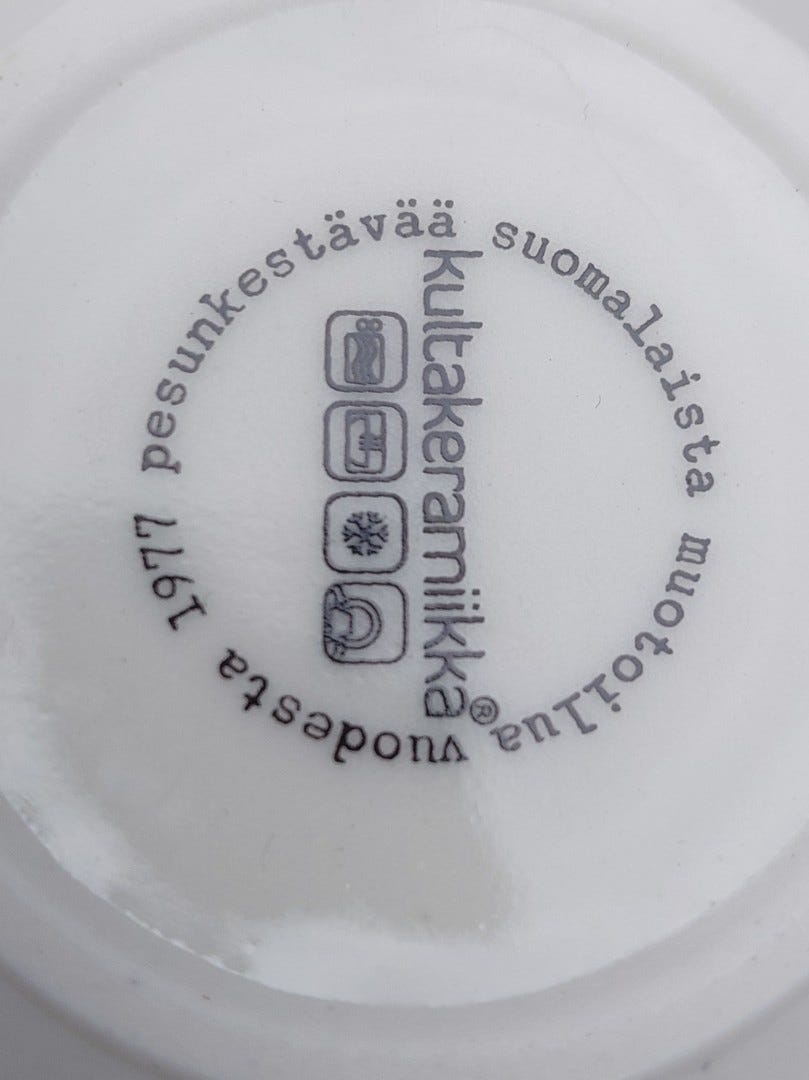 pesunkestävää suomalaista muotoilua vuodesta 1977
kultakeramiikka®